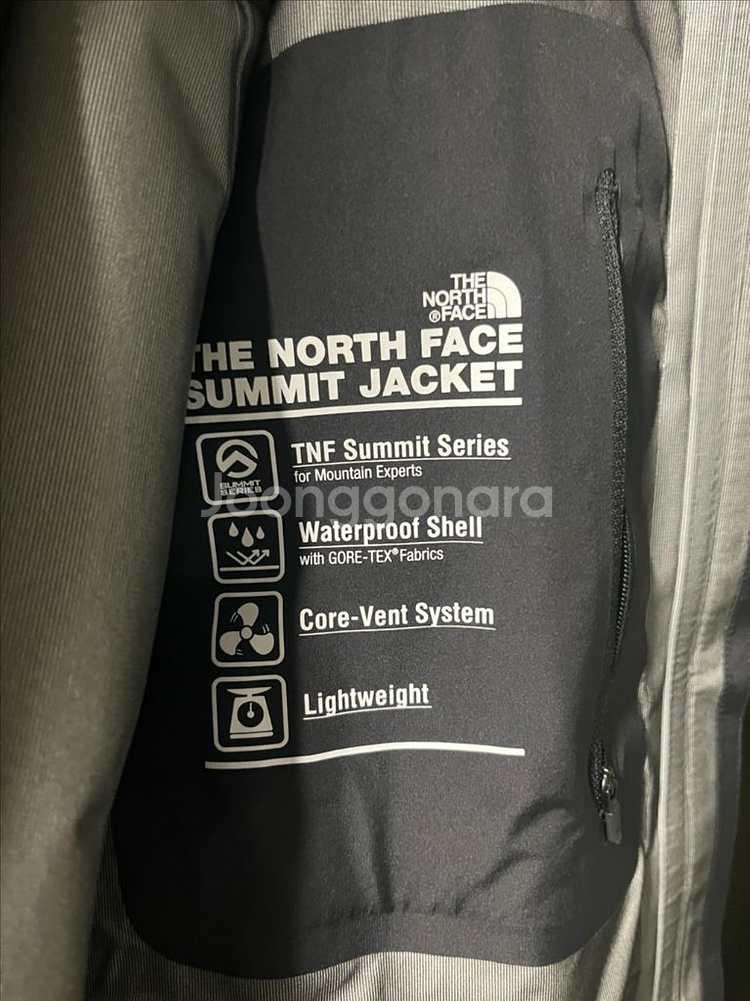 THE
NORTH
®FACE
THE NORTH FACE
SUMMIT JACKET
SUMMIT
SERIES
TNF Summit Series
for Mountain Experts
Joonggonara
Waterproof Shell
with GORE-TEX® Fabrics
Core-Vent System
Lightweight